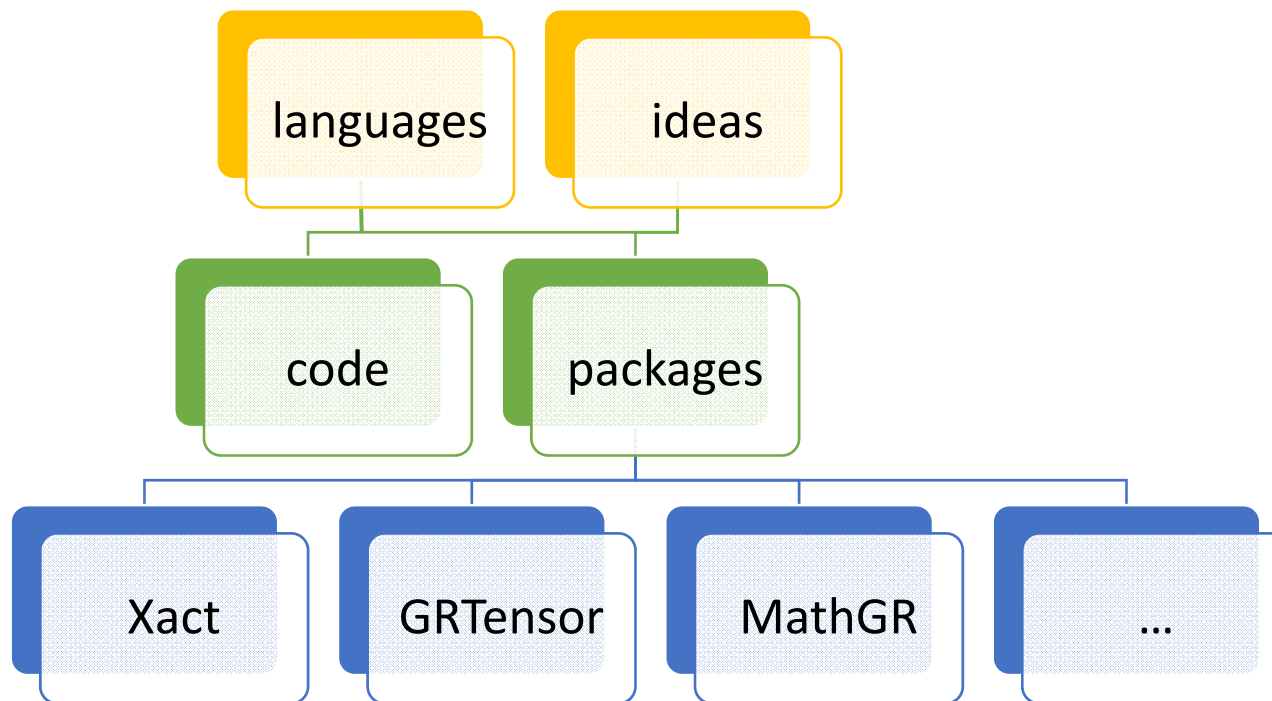 languages
ideas
code
packages
Xact
GRTensor
MathGR
...